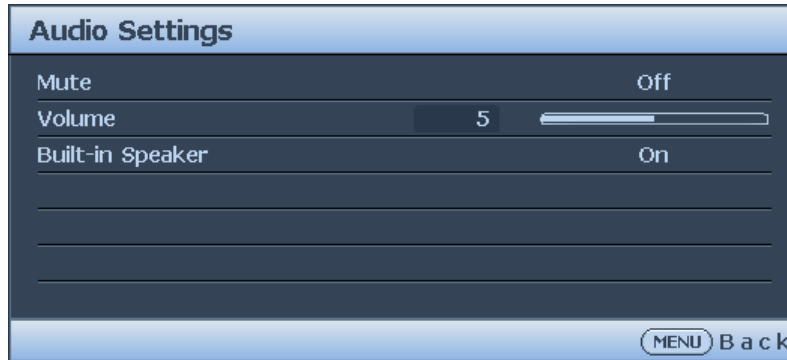 Audio Settings
Mute Off
Volume 5
Built-in Speaker On
MENU Back